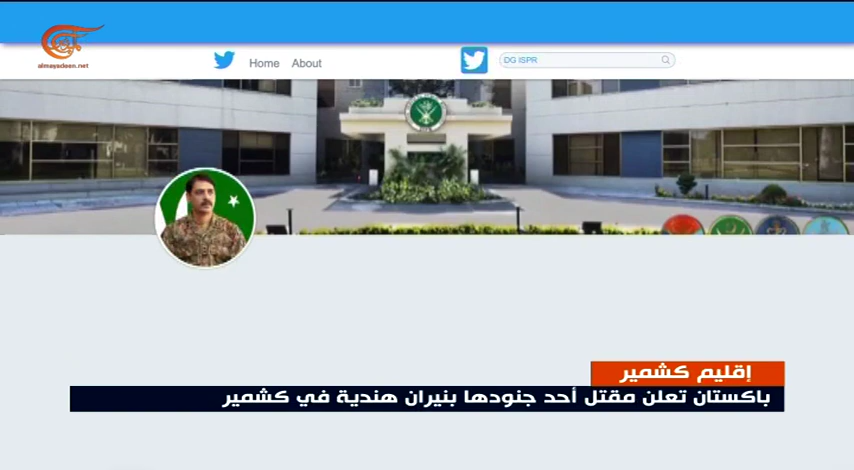 almayadeen.net
Home About DG ISPR
إقليم كشمير
باكستان تعلن مقتل أحد جنودها بنيران هندية في كشمير